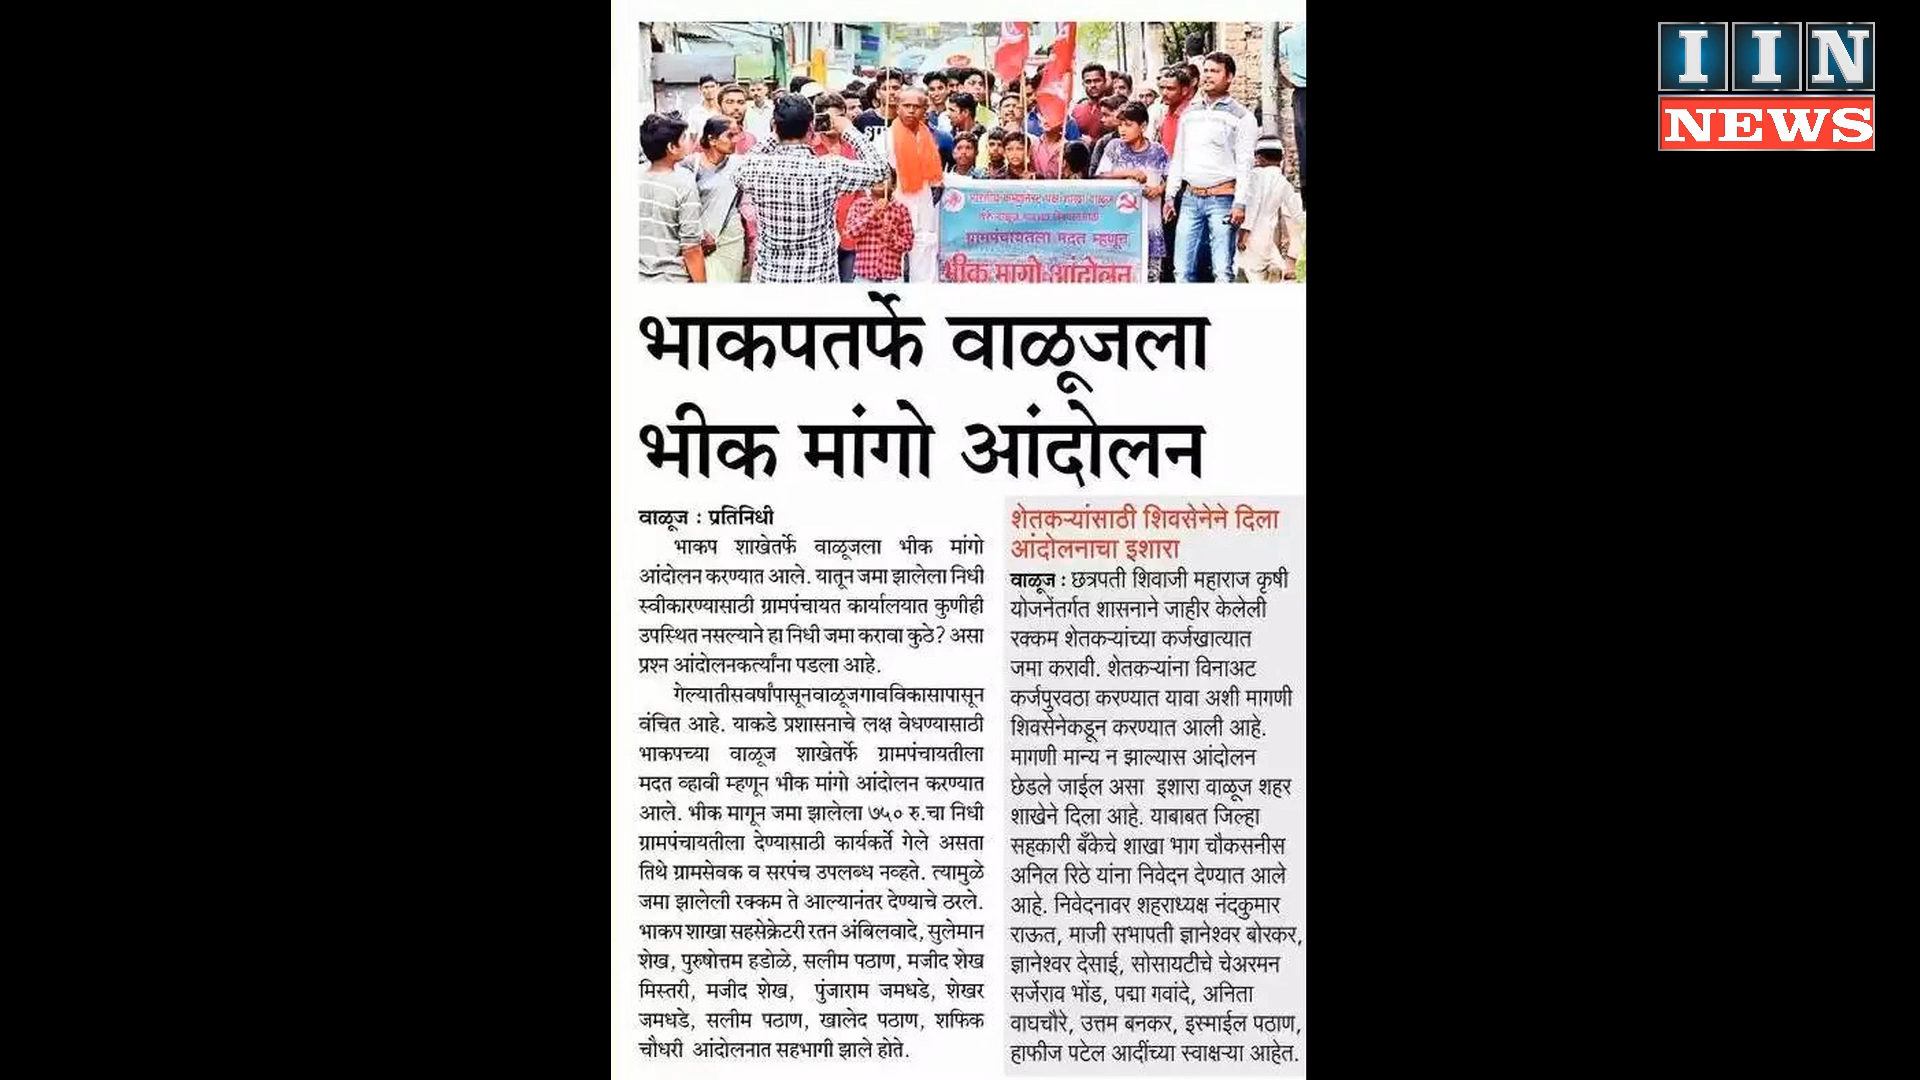 IIN
NEWS
ग्रामपंचायतला मदत म्हणून
भीक मागो आंदोलन
भाकपतर्फे वाळूजला
भीक मांगो आंदोलन
वाळूज : प्रतिनिधी
भाकप शाखेतर्फे वाळूजला भीक मांगो
आंदोलन करण्यात आले. यातून जमा झालेला निधी
स्वीकारण्यासाठी ग्रामपंचायत कार्यालयात कुणीही
उपस्थित नसल्याने हा निधी जमा करावा कुठे? असा
प्रश्न आंदोलनकर्त्यांना पडला आहे.
गेल्यातीसवर्षांपासूनवाळूजगावविकासापासून
वंचित आहे. याकडे प्रशासनाचे लक्ष वेधण्यासाठी
भाकपच्या वाळूज शाखेतर्फे ग्रामपंचायतीला
मदत व्हावी म्हणून भीक मांगो आंदोलन करण्यात
आले. भीक मागून जमा झालेला ७५० रु.चा निधी
ग्रामपंचायतीला देण्यासाठी कार्यकर्ते गेले असता
तिथे ग्रामसेवक व सरपंच उपलब्ध नव्हते. त्यामुळे
जमा झालेली रक्कम ते आल्यानंतर देण्याचे ठरले.
भाकप शाखा सहसेक्रेटरी रतन अंबिलवादे, सुलेमान
शेख, पुरुषोत्तम हडोळे, सलीम पठाण, मजीद शेख
मिस्तरी, मजीद शेख, पुंजाराम जमधडे, शेखर
जमधडे, सलीम पठाण, खालेद पठाण, शफिक
चौधरी आंदोलनात सहभागी झाले होते.
शेतकऱ्यांसाठी शिवसेनेने दिला
आंदोलनाचा इशारा
वाळूज : छत्रपती शिवाजी महाराज कृषी
योजनेंतर्गत शासनाने जाहीर केलेली
रक्कम शेतकऱ्यांच्या कर्जखात्यात
जमा करावी. शेतकऱ्यांना विनाअट
कर्जपुरवठा करण्यात यावा अशी मागणी
शिवसेनेकडून करण्यात आली आहे.
मागणी मान्य न झाल्यास आंदोलन
छेडले जाईल असा इशारा वाळूज शहर
शाखेने दिला आहे. याबाबत जिल्हा
सहकारी बँकेचे शाखा भाग चौकसनीस
अनिल रिठे यांना निवेदन देण्यात आले
आहे. निवेदनावर शहराध्यक्ष नंदकुमार
राऊत, माजी सभापती ज्ञानेश्वर बोरकर,
ज्ञानेश्वर देसाई, सोसायटीचे चेअरमन
सर्जेराव भोंड, पद्मा गवांदे, अनिता
वाघचौरे, उत्तम बनकर, इस्माईल पठाण,
हाफीज पटेल आदींच्या स्वाक्षऱ्या आहेत.